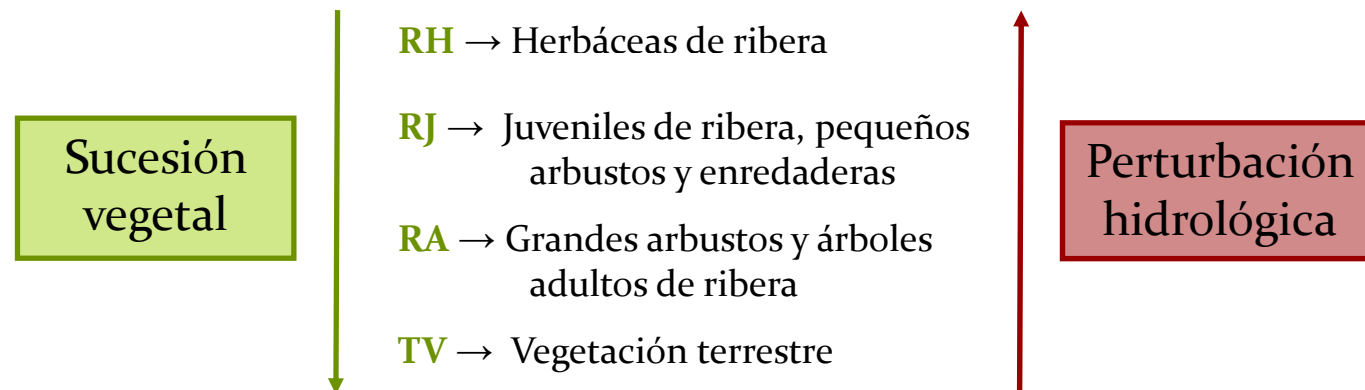 Sucesión
vegetal
RH → Herbáceas de ribera
RJ → Juveniles de ribera, pequeños
arbustos y enredaderas
RA → Grandes arbustos y árboles
adultos de ribera
TV → Vegetación terrestre
Perturbación
hidrológica